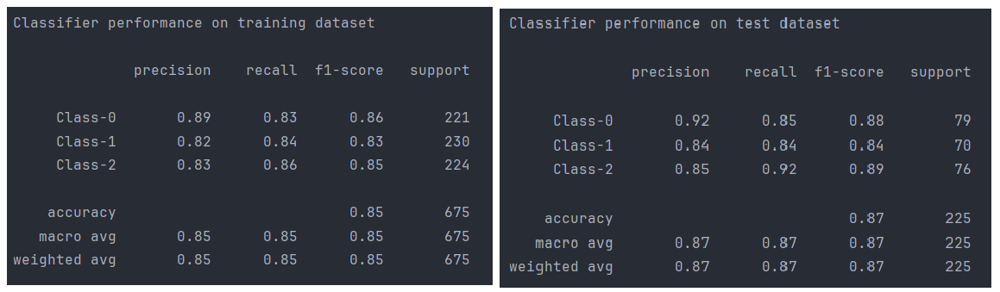 Classifier performance on training dataset
precision recall f1-score support
Class-0 0.89 0.83 0.86 221
Class-1 0.82 0.84 0.83 230
Class-2 0.83 0.86 0.85 224
accuracy 0.85 675
macro avg 0.85 0.85 0.85 675
weighted avg 0.85 0.85 0.85 675
Classifier performance on test dataset
precision recall f1-score support
Class-0 0.92 0.85 0.88 79
Class-1 0.84 0.84 0.84 70
Class-2 0.85 0.92 0.89 76
accuracy 0.87 225
macro avg 0.87 0.87 0.87 225
weighted avg 0.87 0.87 0.87 225